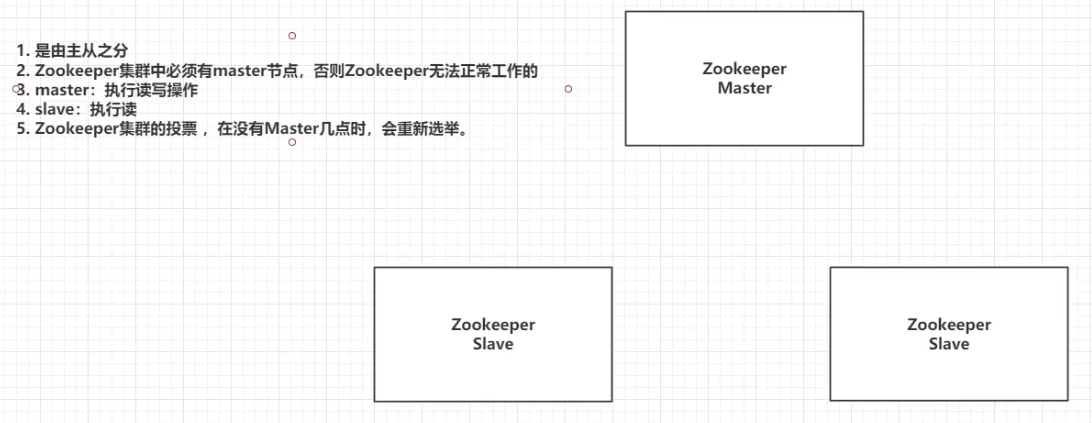 1. 是由主从之分
2. Zookeeper集群中必须有master节点，否则Zookeeper无法正常工作的
3. master：执行读写操作
4. slave：执行读
5. Zookeeper集群的投票 ，在没有Master几点时，会重新选举。
Zookeeper
Master
Zookeeper
Slave
Zookeeper
Slave